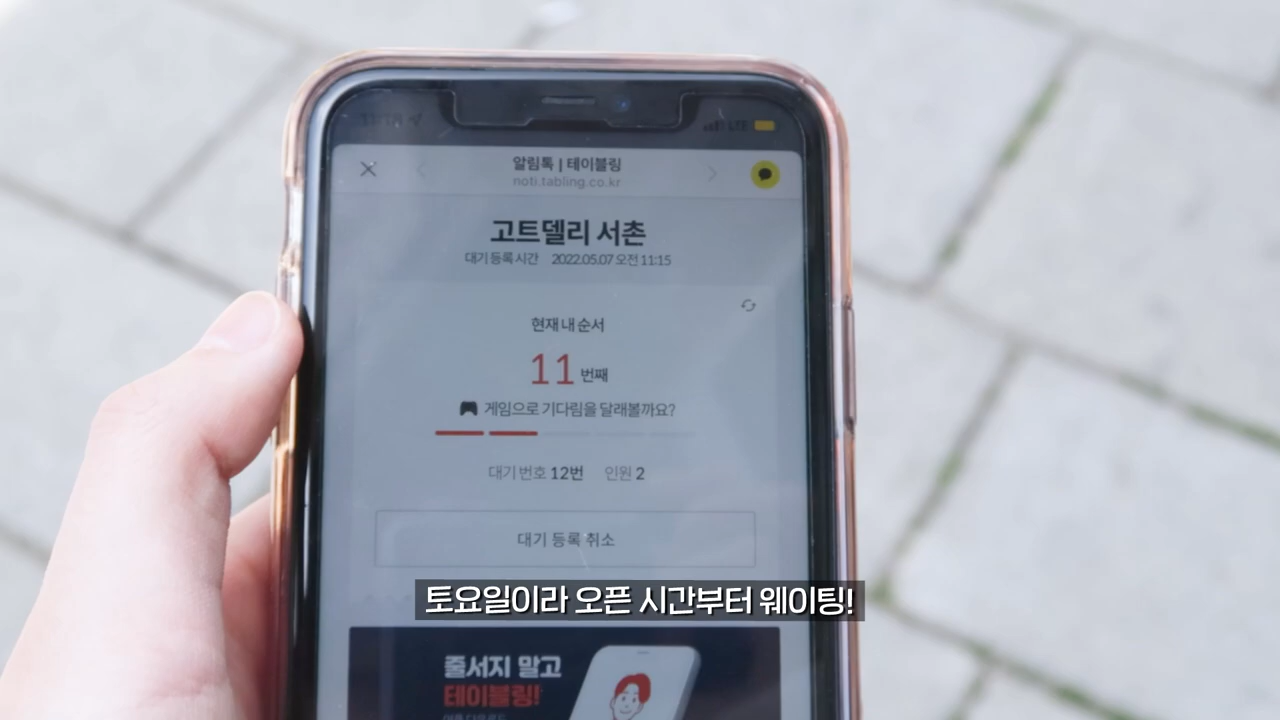 LTE
알림톡 | 테이블링
noti.tabling.co.kr
고트델리 서촌
대기 등록 시간 2022.05.07 오전 11:15
현재 내 순서
11 번째
게임으로 기다림을 달래볼까요?
대기 번호 12번 인원 2
대기 등록 취소
토요일이라 오픈 시간부터 웨이팅!
줄서지 말고
테이블링!